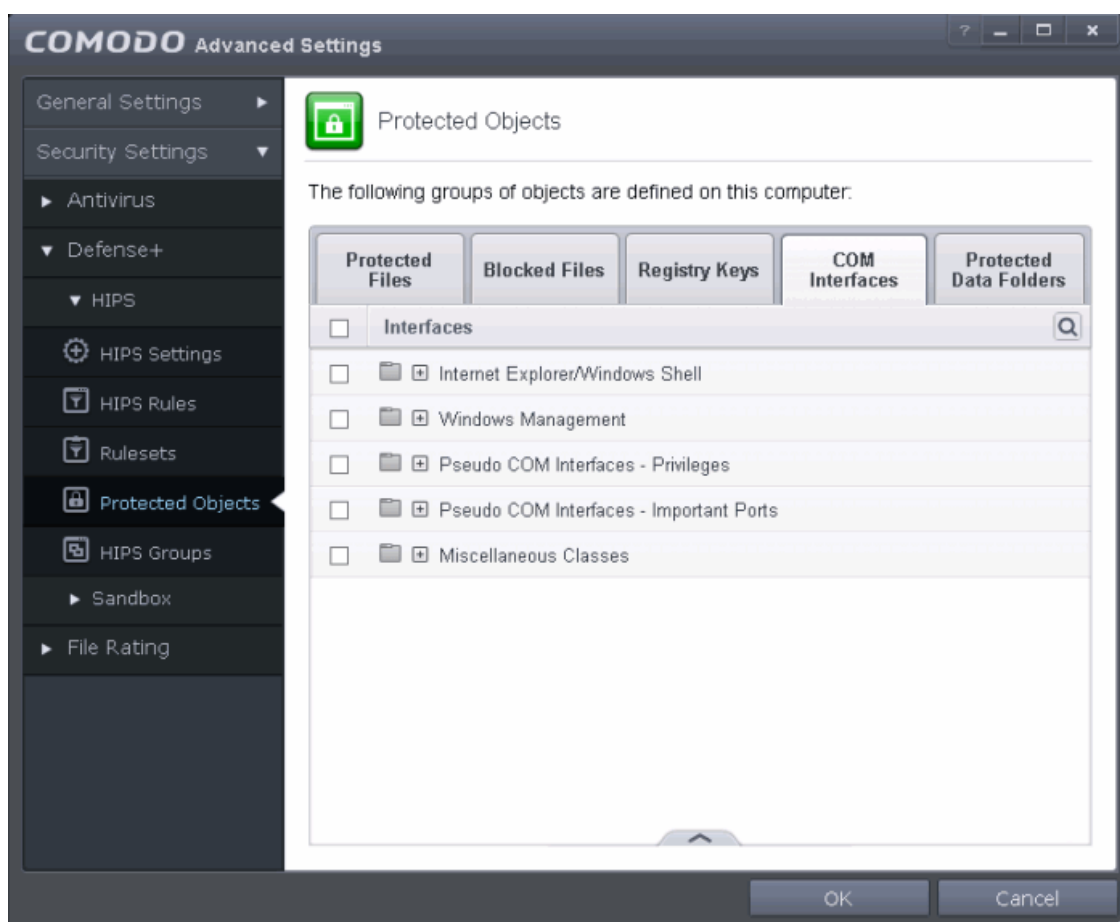 COMODO Advanced Settings
?
General Settings
Security Settings
Antivirus
Defense+
HIPS
HIPS Settings
HIPS Rules
Rulesets
Protected Objects
HIPS Groups
Sandbox
File Rating
Protected Objects
The following groups of objects are defined on this computer:
Protected
Files
Blocked Files
Registry Keys
COM
Interfaces
Protected
Data Folders
Interfaces
Internet Explorer/Windows Shell
Windows Management
Pseudo COM Interfaces - Privileges
Pseudo COM Interfaces - Important Ports
Miscellaneous Classes
OK
Cancel